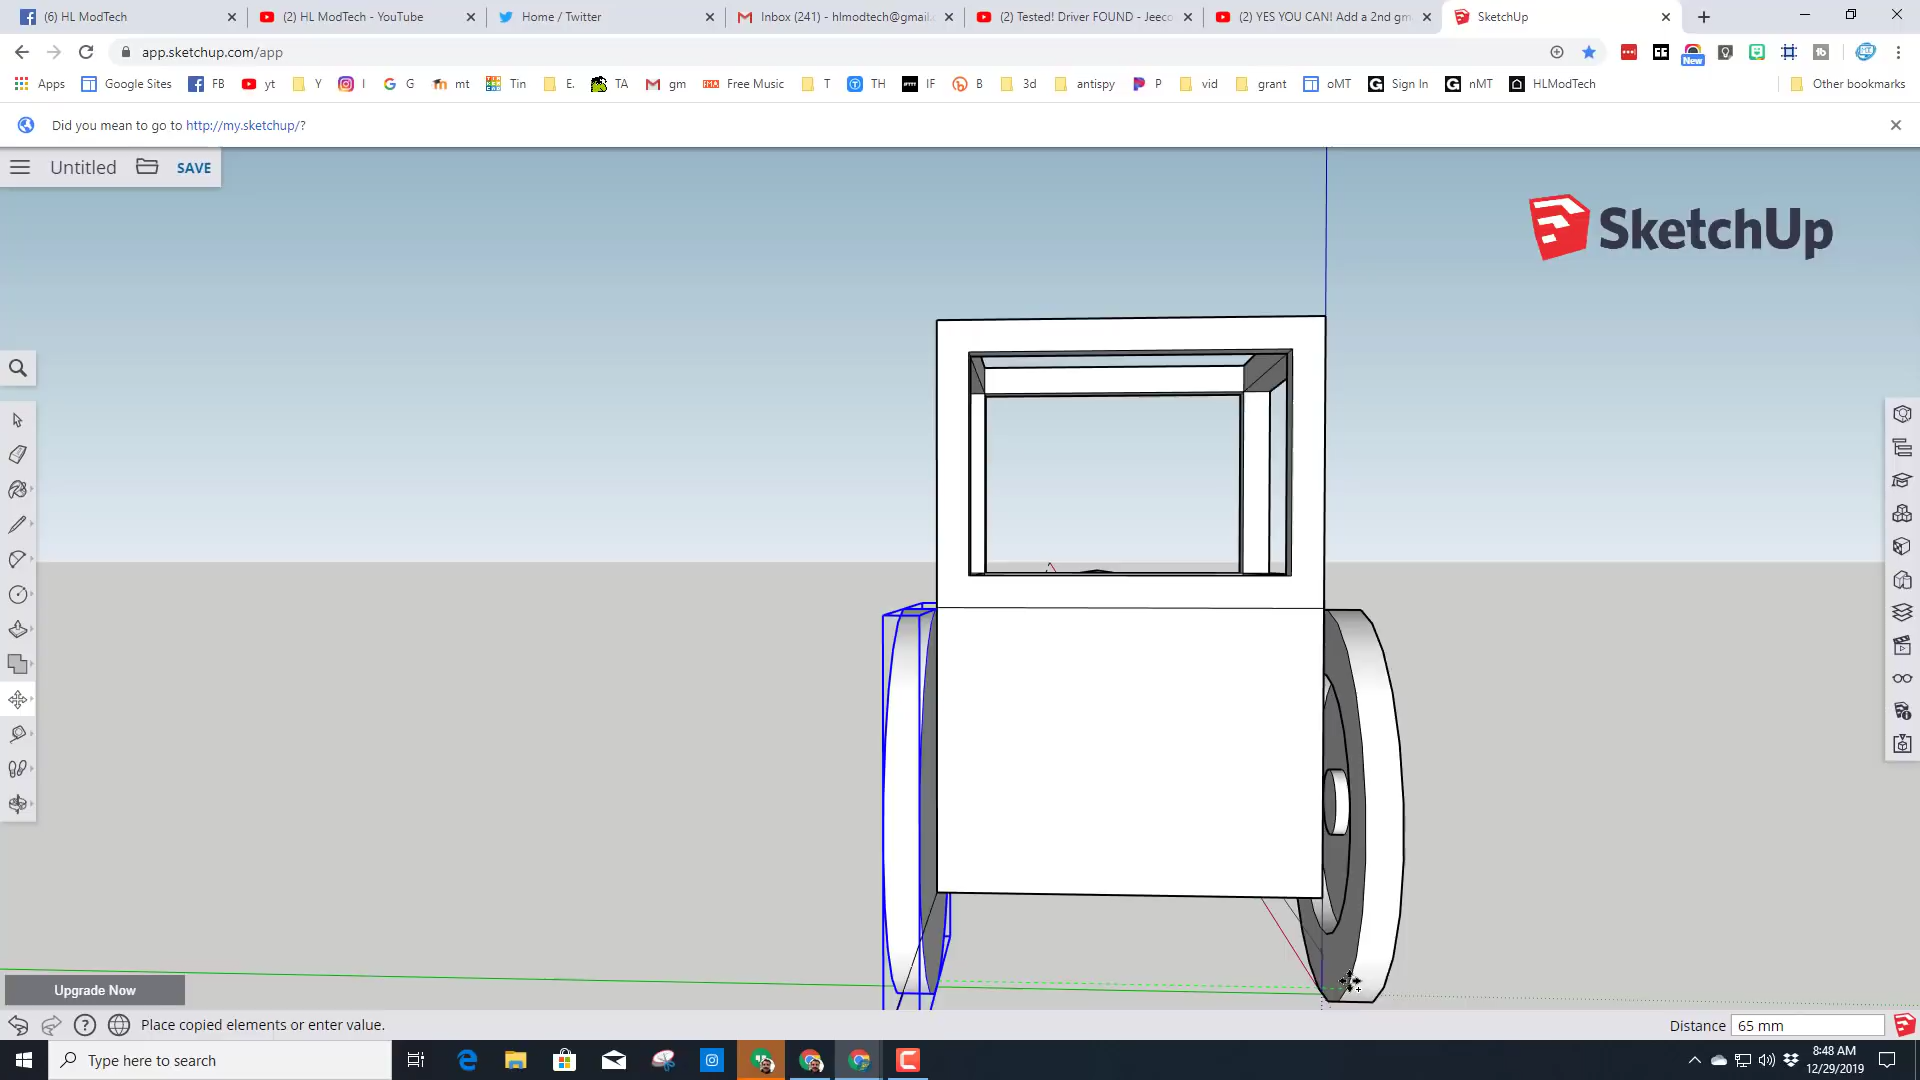 (6) HL ModTech
(2) HL ModTech - YouTube
Home / Twitter
Inbox (241) - hlmodtech@gmail.c
(2) Tested! Driver FOUND - Jeeco
(2) YES YOU CAN! Add a 2nd gm
SketchUp
app.sketchup.com/app
New
Apps
Google Sites
FB
yt
Y
I
G
mt
Tin
E.
TA
gm
Free Music
T
TH
IF
B
3d
antispy
P
vid
grant
oMT
Sign In
nMT
HLModTech
Other bookmarks
Did you mean to go to http://my.sketchup/?
Untitled
SAVE
SketchUp
Upgrade Now
Place copied elements or enter value.
Distance
65 mm
Type here to search
8:48 AM
12/29/2019